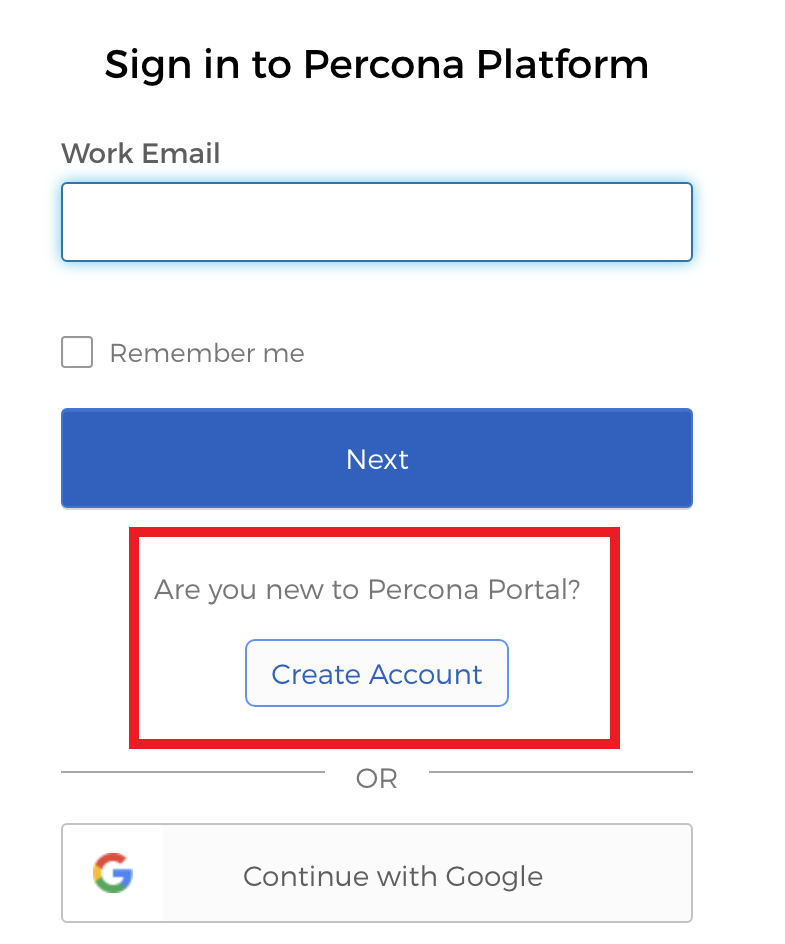 Sign in to Percona Platform
Work Email
Remember me
Next
Are you new to Percona Portal?
Create Account
OR
Continue with Google